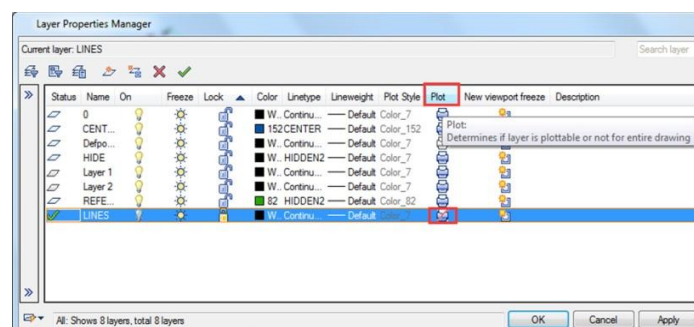 Layer Properties Manager
Current layer: LINES
Search layer
Status Name On Freeze Lock Color Linetype Lineweight Plot Style Plot New viewport freeze Description
0 W.. Continu... Default Color_7
CENT... 152 CENTER Default Color_152
Defpo... W.. Continu... Default Color_7
HIDE W.. HIDDEN2 Default Color_7
Layer 1 W.. Continu... Default Color_7
Layer 2 W.. Continu... Default Color_7
REFE... 82 HIDDEN2 Default Color_82
LINES W.. Continu... Default Color_7
Plot:
Determines if layer is plottable or not for entire drawing
All: Shows 8 layers, total 8 layers
OK Cancel Apply